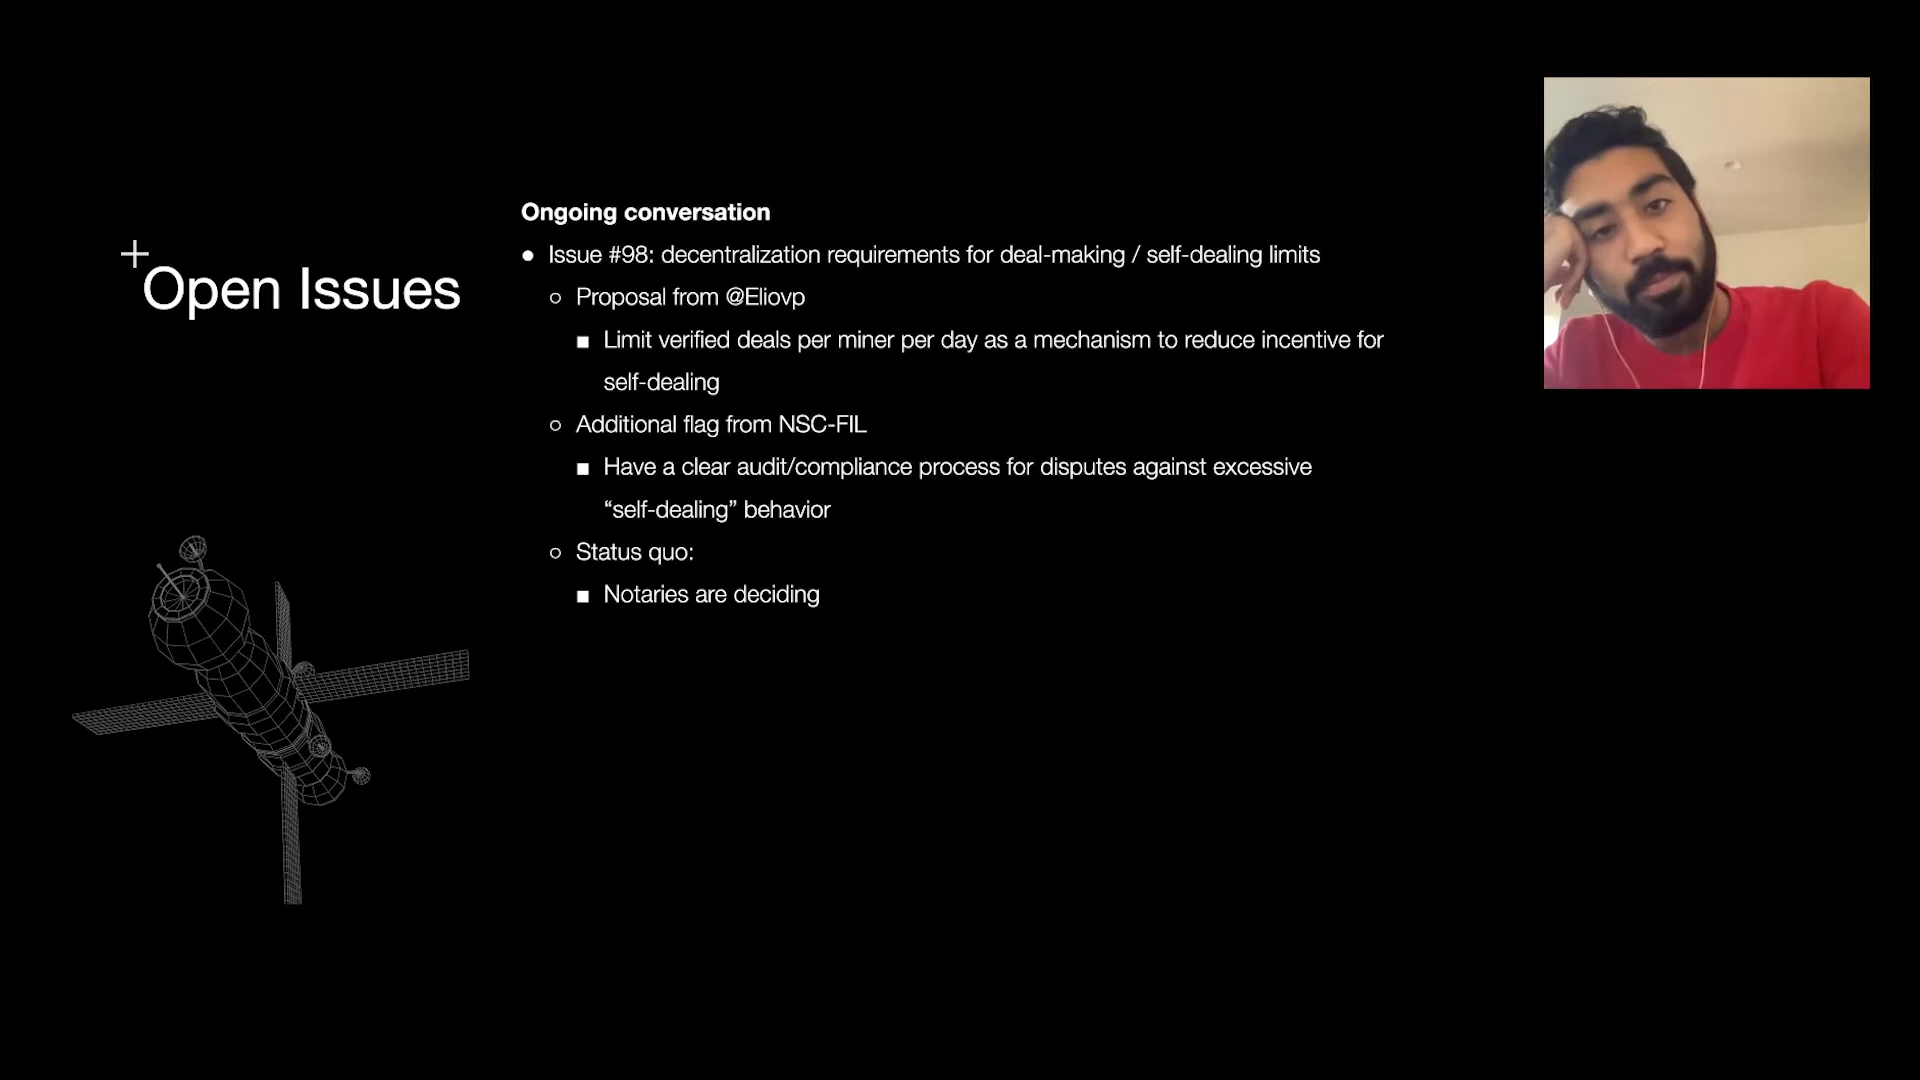 Open Issues
Ongoing conversation
● Issue #98: decentralization requirements for deal-making / self-dealing limits
○ Proposal from @Eliovp
■ Limit verified deals per miner per day as a mechanism to reduce incentive for
self-dealing
○ Additional flag from NSC-FIL
■ Have a clear audit/compliance process for disputes against excessive
“self-dealing” behavior
○ Status quo:
■ Notaries are deciding